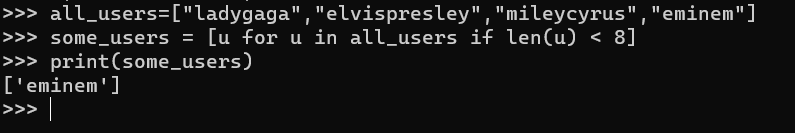 >>> all_users=["ladygaga","elvispresley","mileycyrus","eminem"]
>>> some_users = [u for u in all_users if len(u) < 8]
>>> print(some_users)
['eminem']
>>>